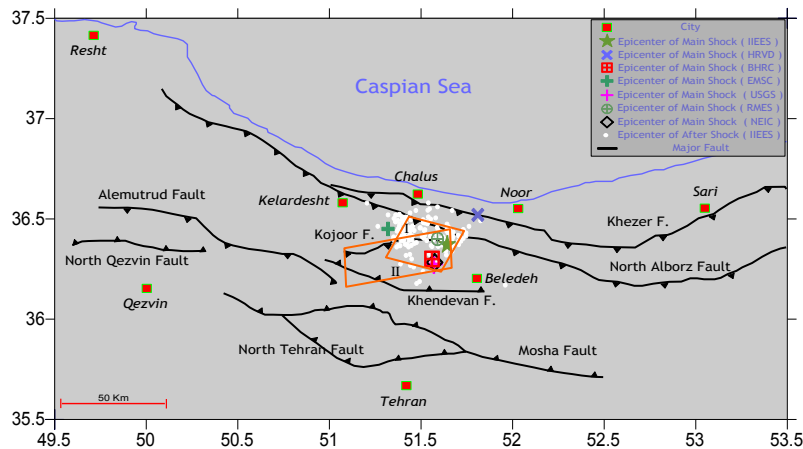 37.5
37
36.5
36
35.5
49.5
50
50.5
51
51.5
52
52.5
53
53.5
City
Epicenter of Main Shock ( IIEES )
Epicenter of Main Shock ( HRVD )
Epicenter of Main Shock ( BHRC )
Epicenter of Main Shock ( EMSC )
Epicenter of Main Shock ( USGS )
Epicenter of Main Shock ( RMES )
Epicenter of Main Shock ( NEIC )
Epicenter of After Shock ( IIEES )
Major Fault
Resht
Caspian Sea
Chalus
Alemutrud Fault
Kelardesht
Noor
Sari
Khezer F.
I
Kojoor F.
North Qezvin Fault
II
Beledeh
North Alborz Fault
Qezvin
Khendevan F.
North Tehran Fault
Mosha Fault
50 Km
Tehran